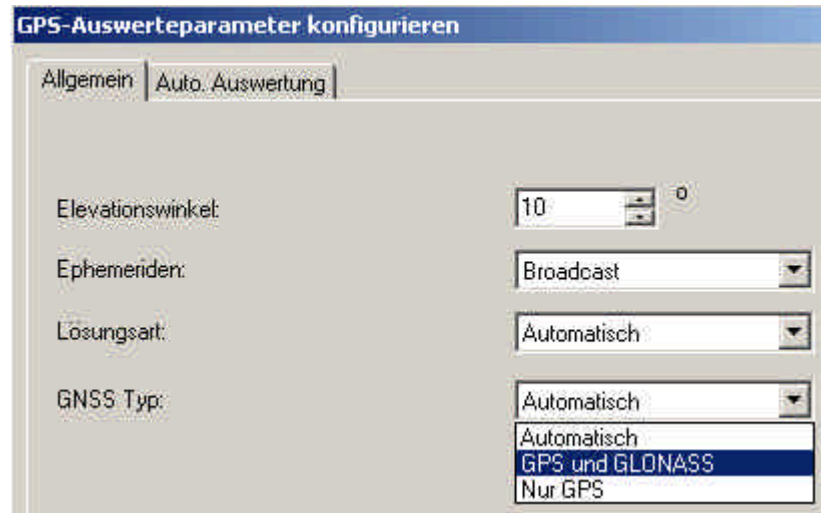 GPS-Auswerteparameter konfigurieren
Allgemein Auto. Auswertung
Elevationswinkel: 10 °
Ephemeriden: Broadcast
Lösungsart: Automatisch
GNSS Typ: Automatisch
Automatisch
GPS und GLONASS
Nur GPS